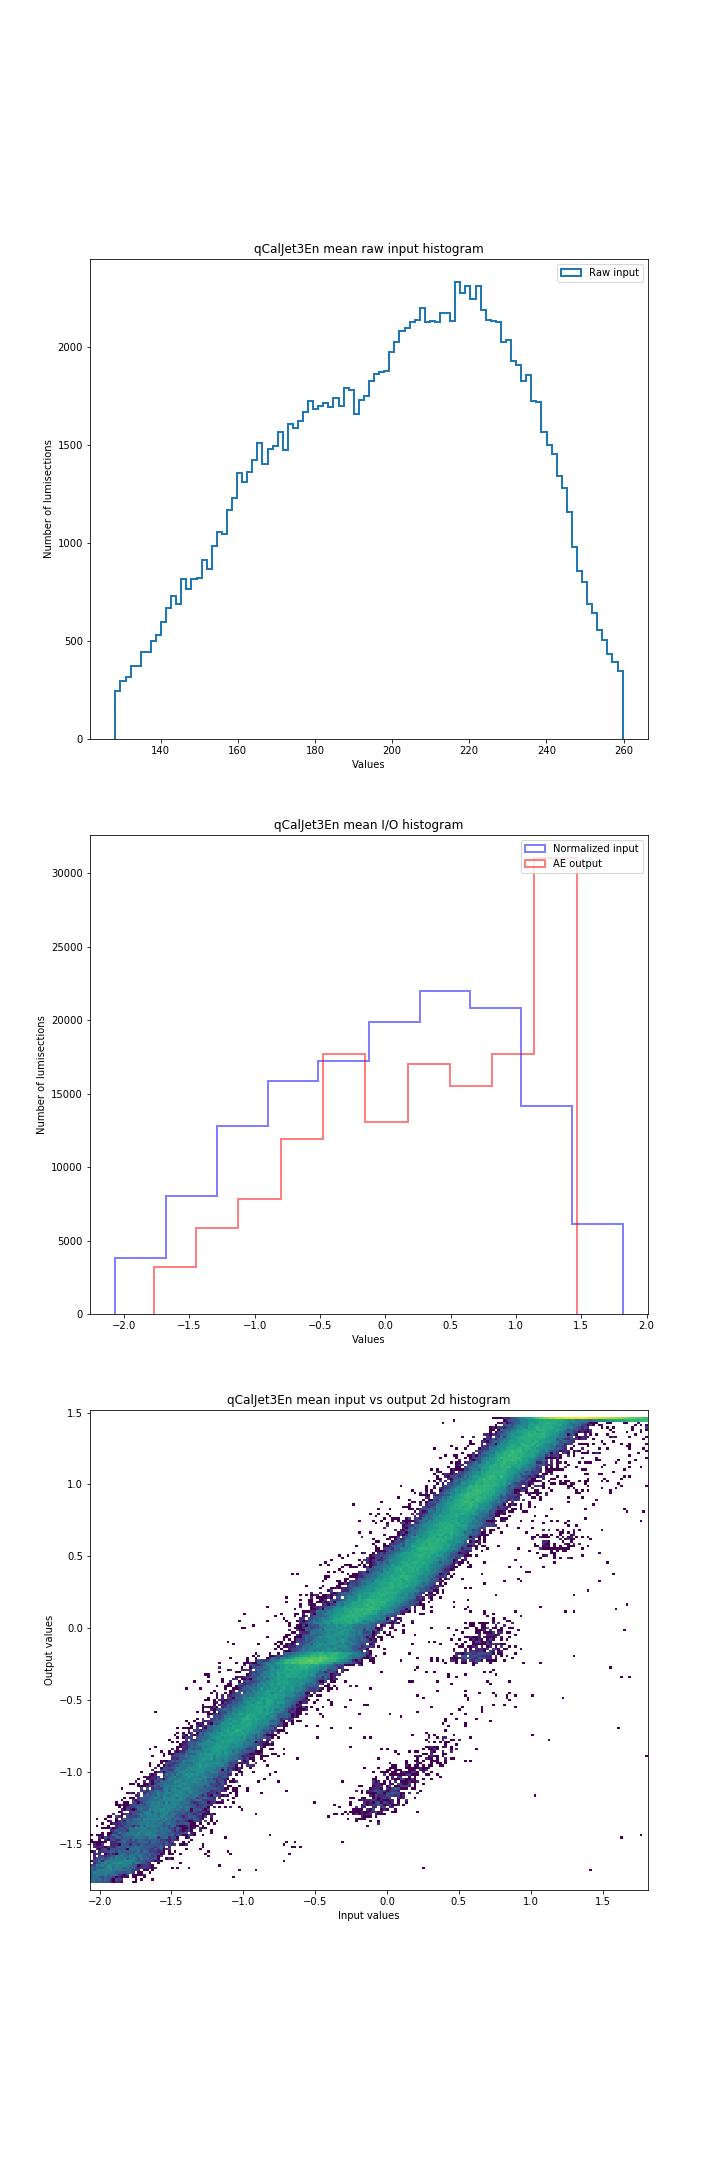 qCalJet3En mean raw input histogram
Raw input
2000
1500
1000
500
0
Number of lumisections
140 160 180 200 220 240 260
Values
qCalJet3En mean I/O histogram
Normalized input
AE output
30000
25000
20000
15000
10000
5000
0
Number of lumisections
−2.0 −1.5 −1.0 −0.5 0.0 0.5 1.0 1.5 2.0
Values
qCalJet3En mean input vs output 2d histogram
1.5
1.0
0.5
0.0
−0.5
−1.0
−1.5
Output values
−2.0 −1.5 −1.0 −0.5 0.0 0.5 1.0 1.5
Input values